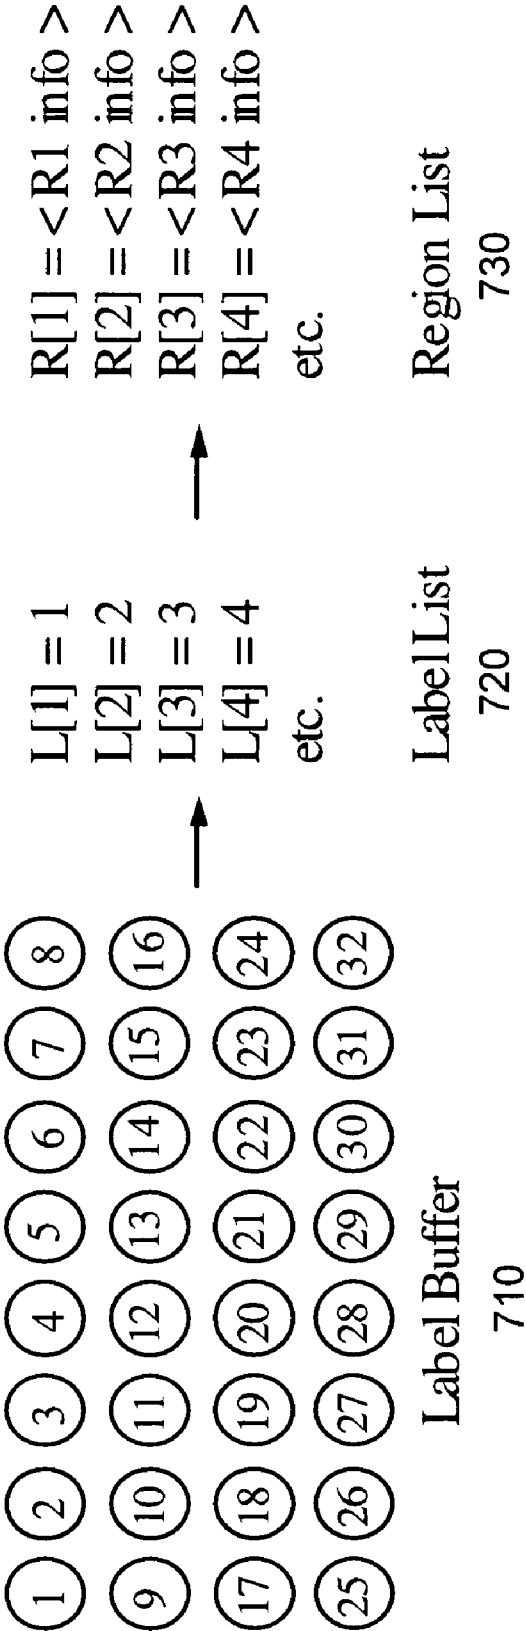 1 2 3 4 5 6 7 8
9 10 11 12 13 14 15 16
17 18 19 20 21 22 23 24
25 26 27 28 29 30 31 32
Label Buffer
710
L[1] = 1
L[2] = 2
L[3] = 3
L[4] = 4
etc.
Label List
720
R[1] = < R1 info >
R[2] = < R2 info >
R[3] = < R3 info >
R[4] = < R4 info >
etc.
Region List
730